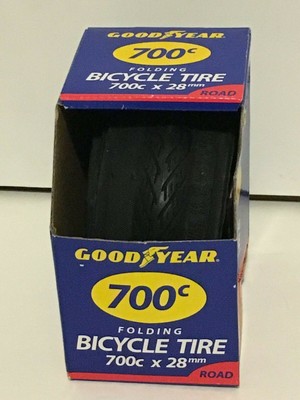 GOODYEAR
700c
FOLDING
BICYCLE TIRE
700c x 28mm
ROAD
GOODYEAR
700c
FOLDING
BICYCLE TIRE
700c x 28mm
ROAD